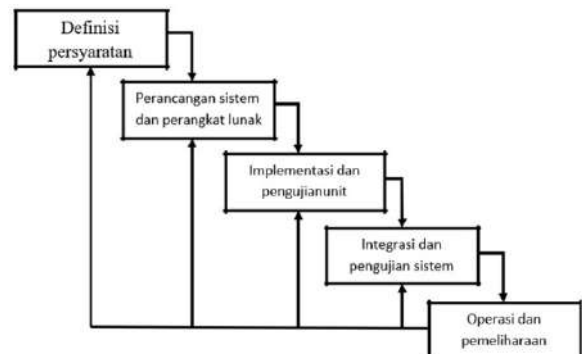 Definisi
persyaratan
Perancangan sistem
dan perangkat lunak
Implementasi dan
pengujianunit
Integrasi dan
pengujian sistem
Operasi dan
pemeliharaan